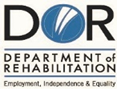 DOR
DEPARTMENT of
REHABILITATION
Employment, Independence & Equality